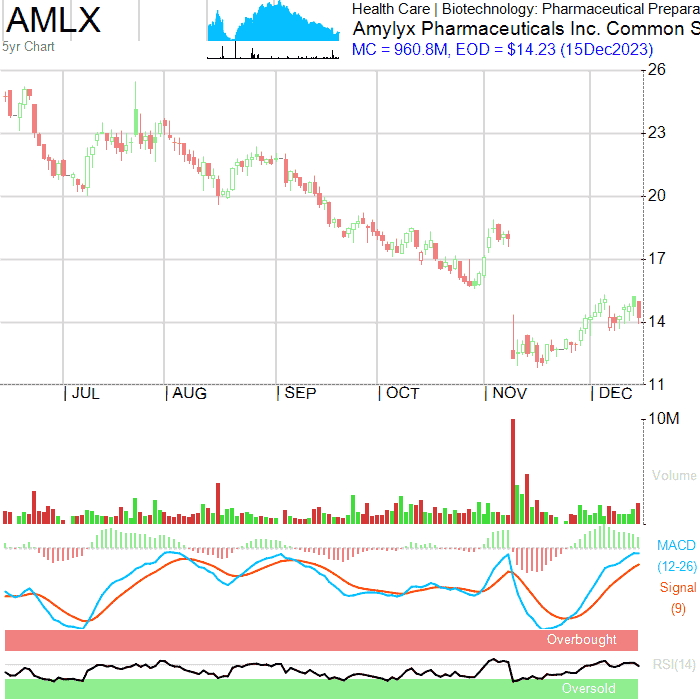 AMLX
5yr Chart
Health Care | Biotechnology: Pharmaceutical Prepara
Amylyx Pharmaceuticals Inc. Common S
MC = 960.8M, EOD = $14.23 (15Dec2023)
26
23
20
17
14
11
| JUL | AUG | SEP | OCT | NOV | DEC
10M
Volume
MACD
(12-26)
Signal
(9)
Overbought
RSI(14)
Oversold